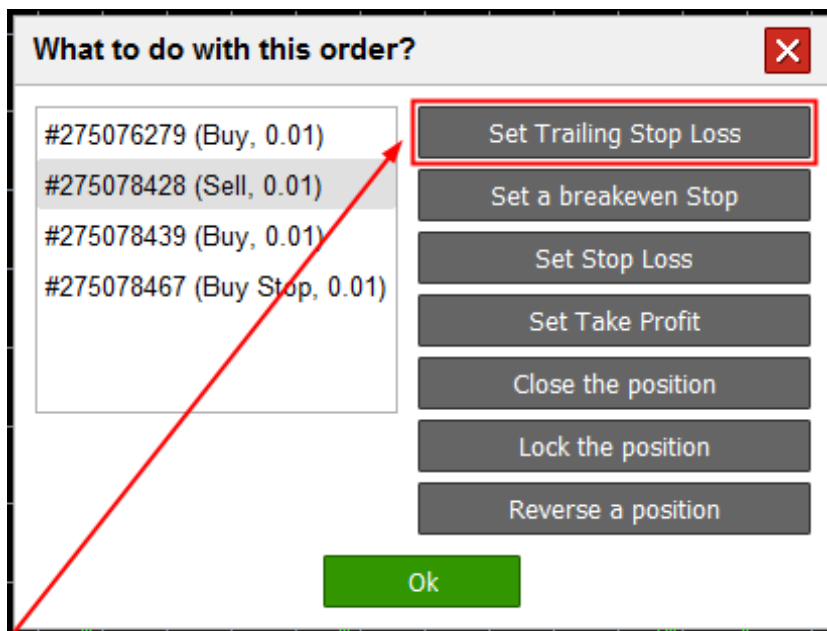 What to do with this order?
#275076279 (Buy, 0.01)
#275078428 (Sell, 0.01)
#275078439 (Buy, 0.01)
#275078467 (Buy Stop, 0.01)
Set Trailing Stop Loss
Set a breakeven Stop
Set Stop Loss
Set Take Profit
Close the position
Lock the position
Reverse a position
Ok